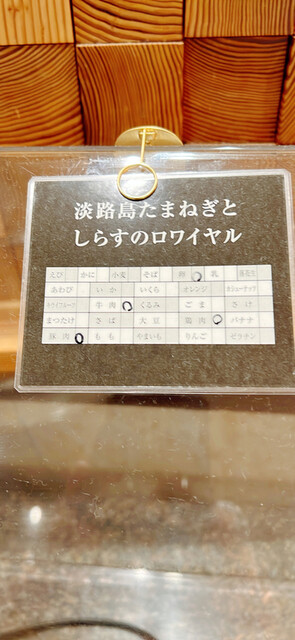 淡路島たまねぎと
しらすのロワイヤル
えび かに 小麦 そば 卵 乳 落花生
あわび いか いくら オレンジ カシューナッツ
キウイフルーツ 牛肉 くるみ ごま さけ
まつたけ さば 大豆 鶏肉 バナナ
豚肉 もも やまいも りんご ゼラチン